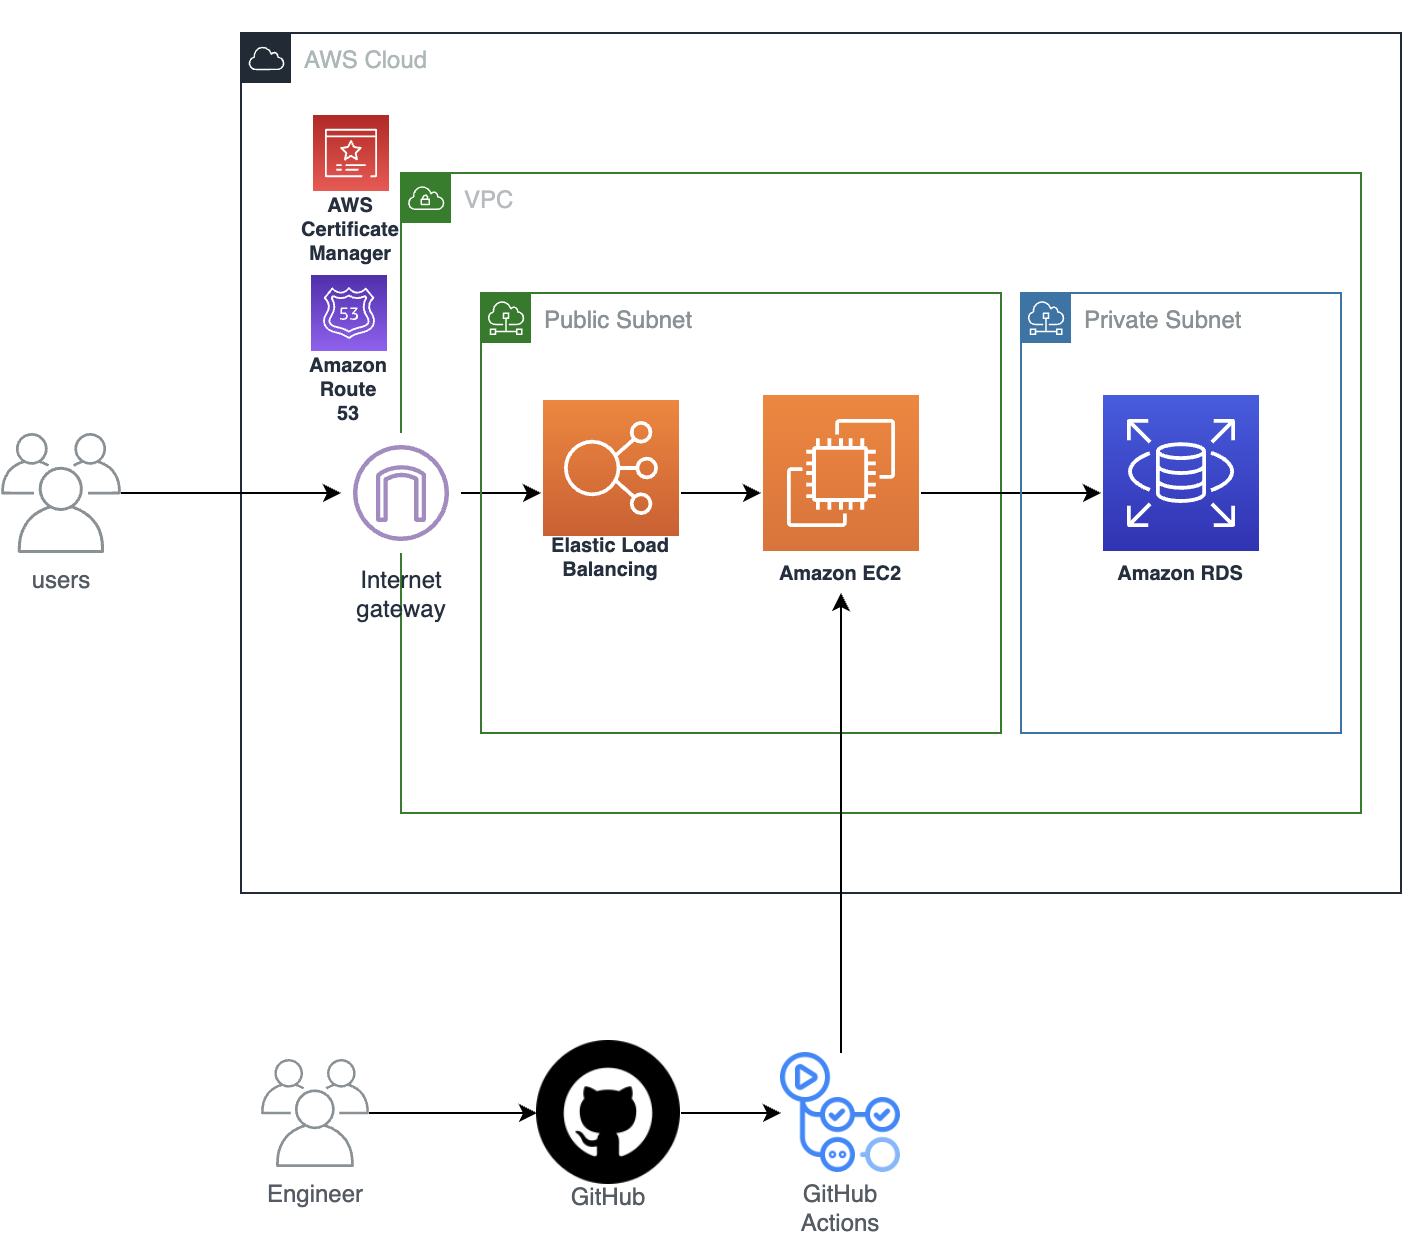 AWS Cloud
AWS
Certificate
Manager
VPC
53
Amazon
Route
53
Public Subnet
Private Subnet
users
Internet
gateway
Elastic Load
Balancing
Amazon EC2
Amazon RDS
Engineer
GitHub
GitHub
Actions